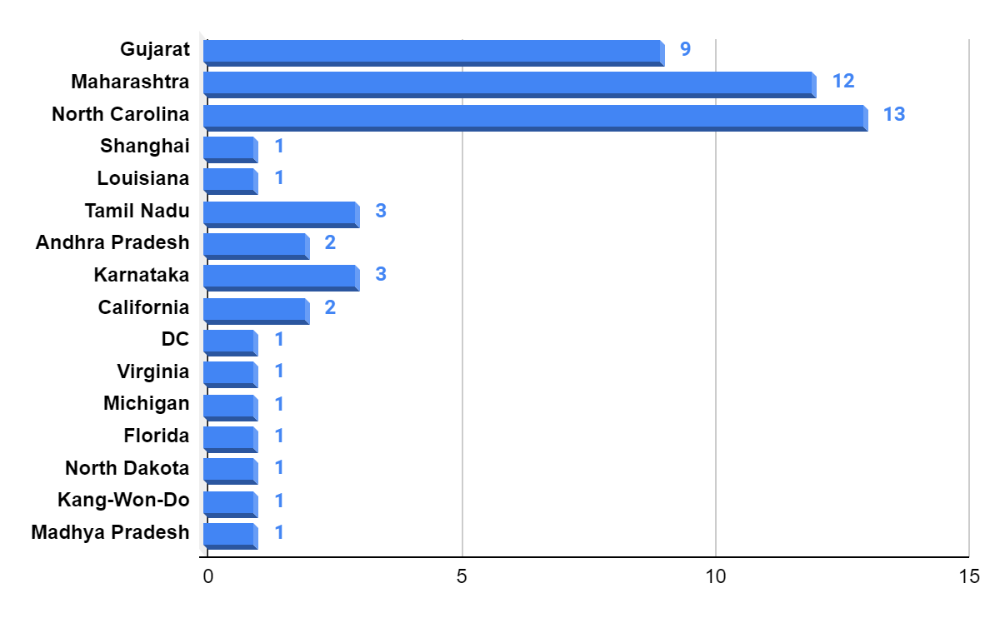 Gujarat 9
Maharashtra 12
North Carolina 13
Shanghai 1
Louisiana 1
Tamil Nadu 3
Andhra Pradesh 2
Karnataka 3
California 2
DC 1
Virginia 1
Michigan 1
Florida 1
North Dakota 1
Kang-Won-Do 1
Madhya Pradesh 1
0 5 10 15